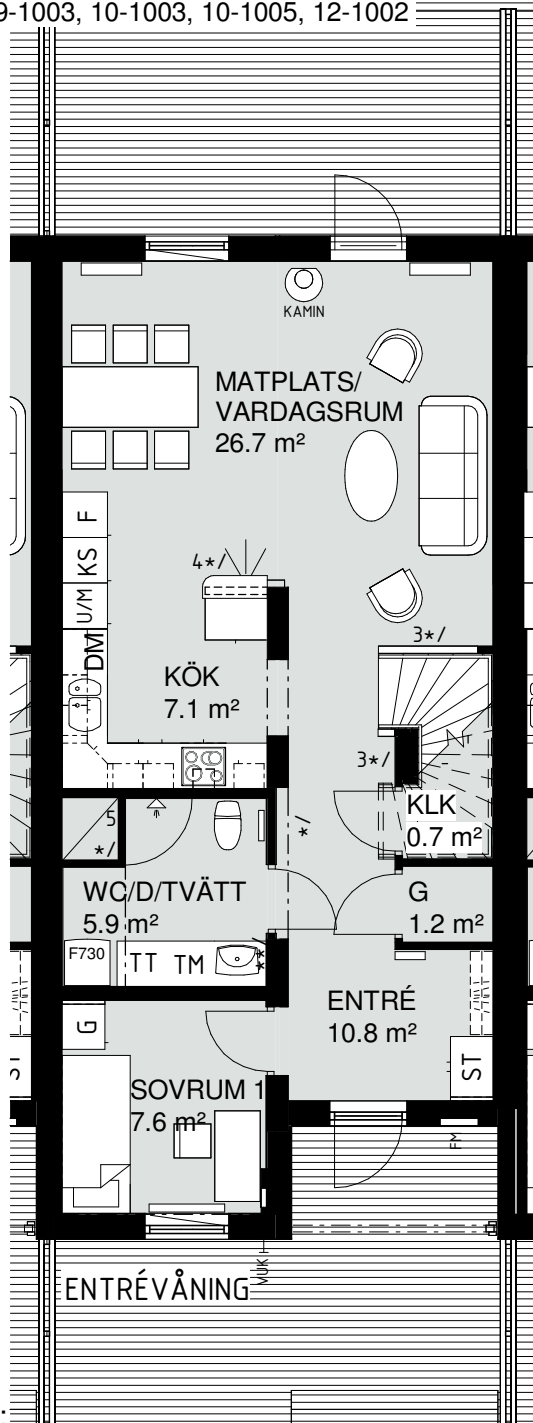 9-1003, 10-1003, 10-1005, 12-1002
KAMIN
MATPLATS/
VARDAGSRUM
26.7 m²
F
KS
U/M
DM
4*/
KÖK
7.1 m²
3*/
3*/
KLK
0.7 m²
5
*/
*/
WC/D/TVÄTT
5.9 m²
G
1.2 m²
F730
TT
TM
**/
ENTRÉ
10.8 m²
G
ST
ST
SOVRUM 1
7.6 m²
FM
VUK
ENTRÉVÅNING